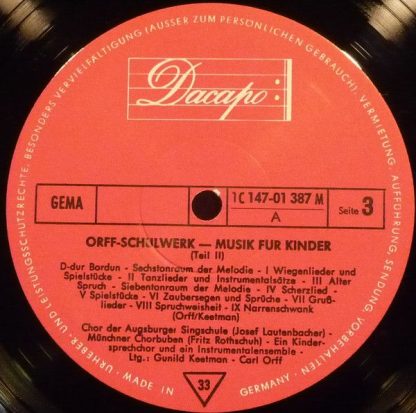 BESONDERS VERVIELFÄLTIGUNG (AUSSER ZUM PERSÖNLICHEN GEBRAUCH), AUFFÜHRUNG, SENDUNG, VORBEHALTEN
Dacapo
GEMA
1C 147-01 387 M
A
Seite 3
ORFF-SCHULWERK — MUSIK FUR KINDER
(Teil II)
D-dur Bordun - Sechstonraum der Melodie - I Wiegenlieder und
Spielstücke - II Tanzlieder und Instrumentalsätze - III Alter
Spruch - Siebentonraum der Melodie - IV Scherzlied -
V Spielstücke - VI Zaubersegen und Sprüche - VII Gruß-
lieder - VIII Spruchweisheit - IX Narrenschwank
(Orff/Keetman)
Chor der Augsburger Singschule (Josef Lautenbacher) -
Münchner Chorbuben (Fritz Rothschuh) - Ein Kinder-
sprechchor und ein Instrumentalensemble -
Ltg.: Gunild Keetman - Carl Orff
33
URHEBER- UND LEISTUNGSSCHUTZRECHTE,
MADE IN GERMANY